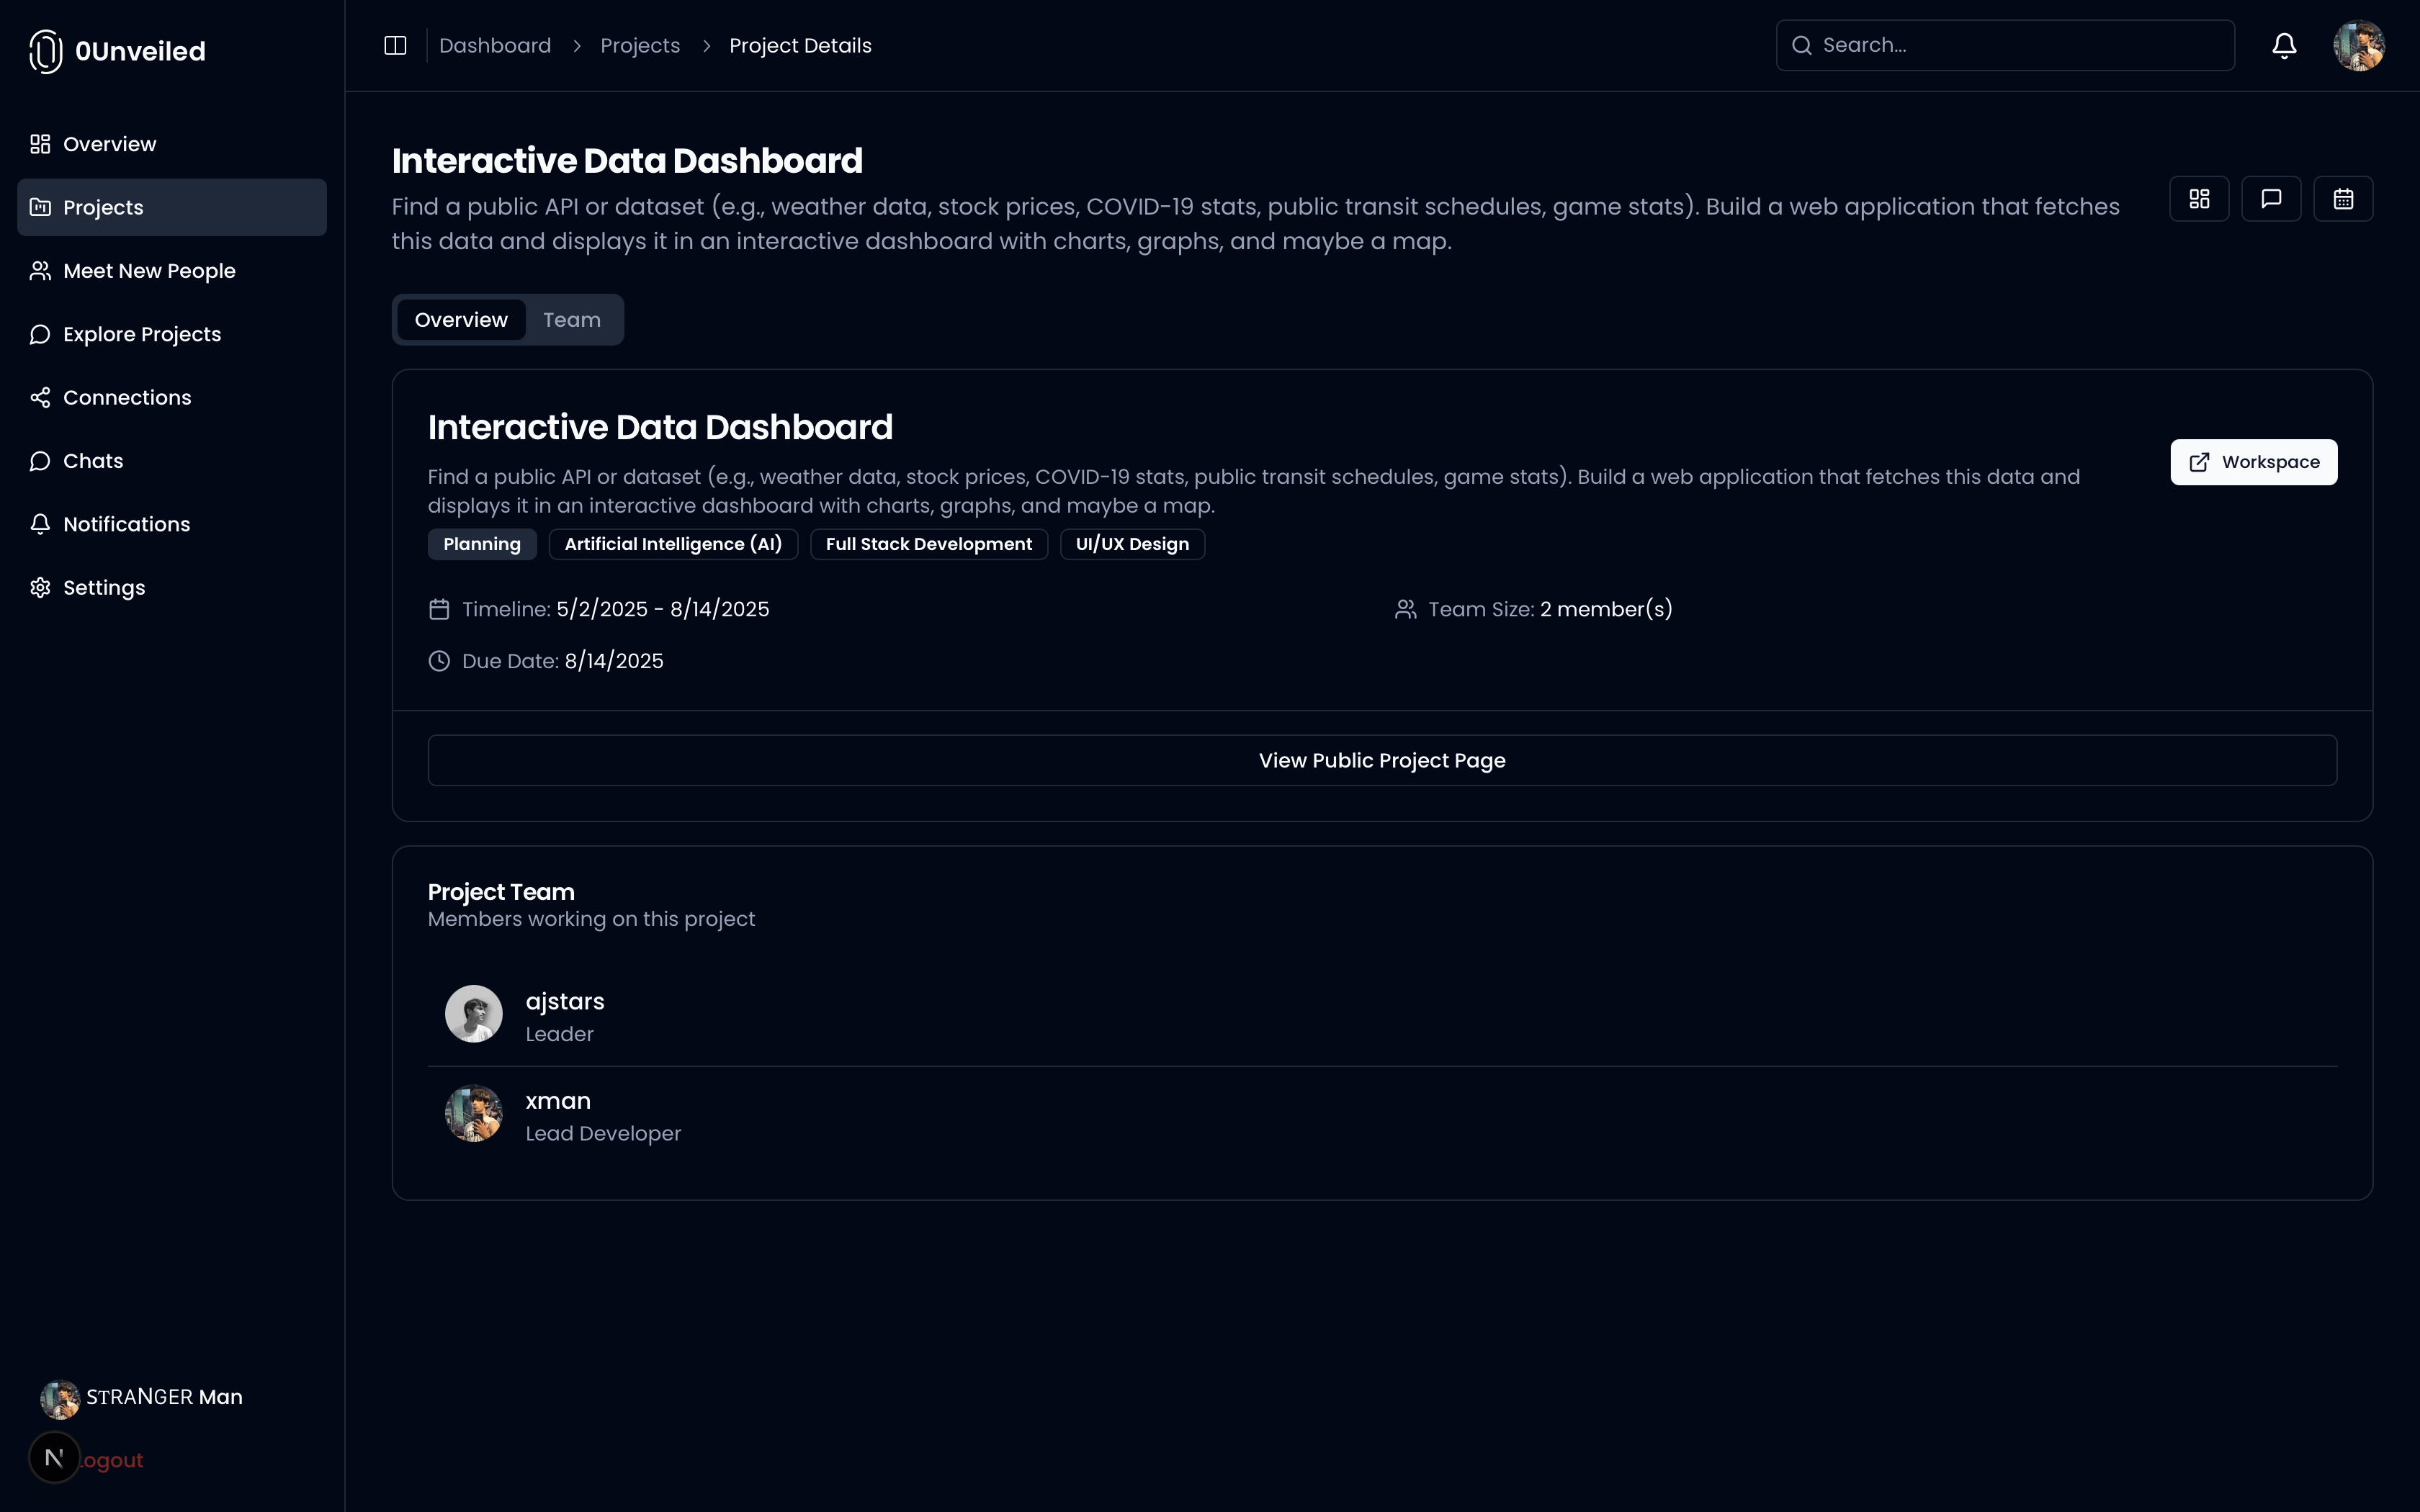 0Unveiled
Overview
Projects
Meet New People
Explore Projects
Connections
Chats
Notifications
Settings
STRANGER Man
N
ogout
Dashboard > Projects > Project Details
Search...
Interactive Data Dashboard
Find a public API or dataset (e.g., weather data, stock prices, COVID-19 stats, public transit schedules, game stats). Build a web application that fetches
this data and displays it in an interactive dashboard with charts, graphs, and maybe a map.
Overview Team
Interactive Data Dashboard
Find a public API or dataset (e.g., weather data, stock prices, COVID-19 stats, public transit schedules, game stats). Build a web application that fetches this data and
displays it in an interactive dashboard with charts, graphs, and maybe a map.
Workspace
Planning Artificial Intelligence (AI) Full Stack Development UI/UX Design
Timeline: 5/2/2025 - 8/14/2025
Team Size: 2 member(s)
Due Date: 8/14/2025
View Public Project Page
Project Team
Members working on this project
ajstars
Leader
xman
Lead Developer